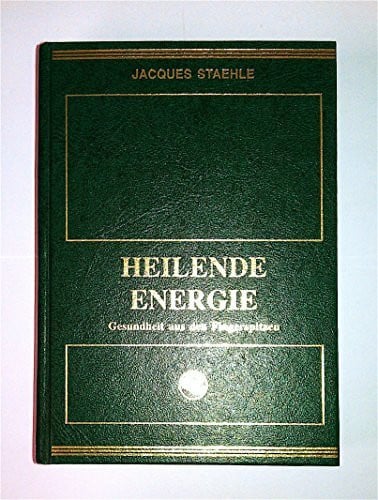 JACQUES STAEHLE
HEILENDE
ENERGIE
Gesundheit aus den Fingerspitzen